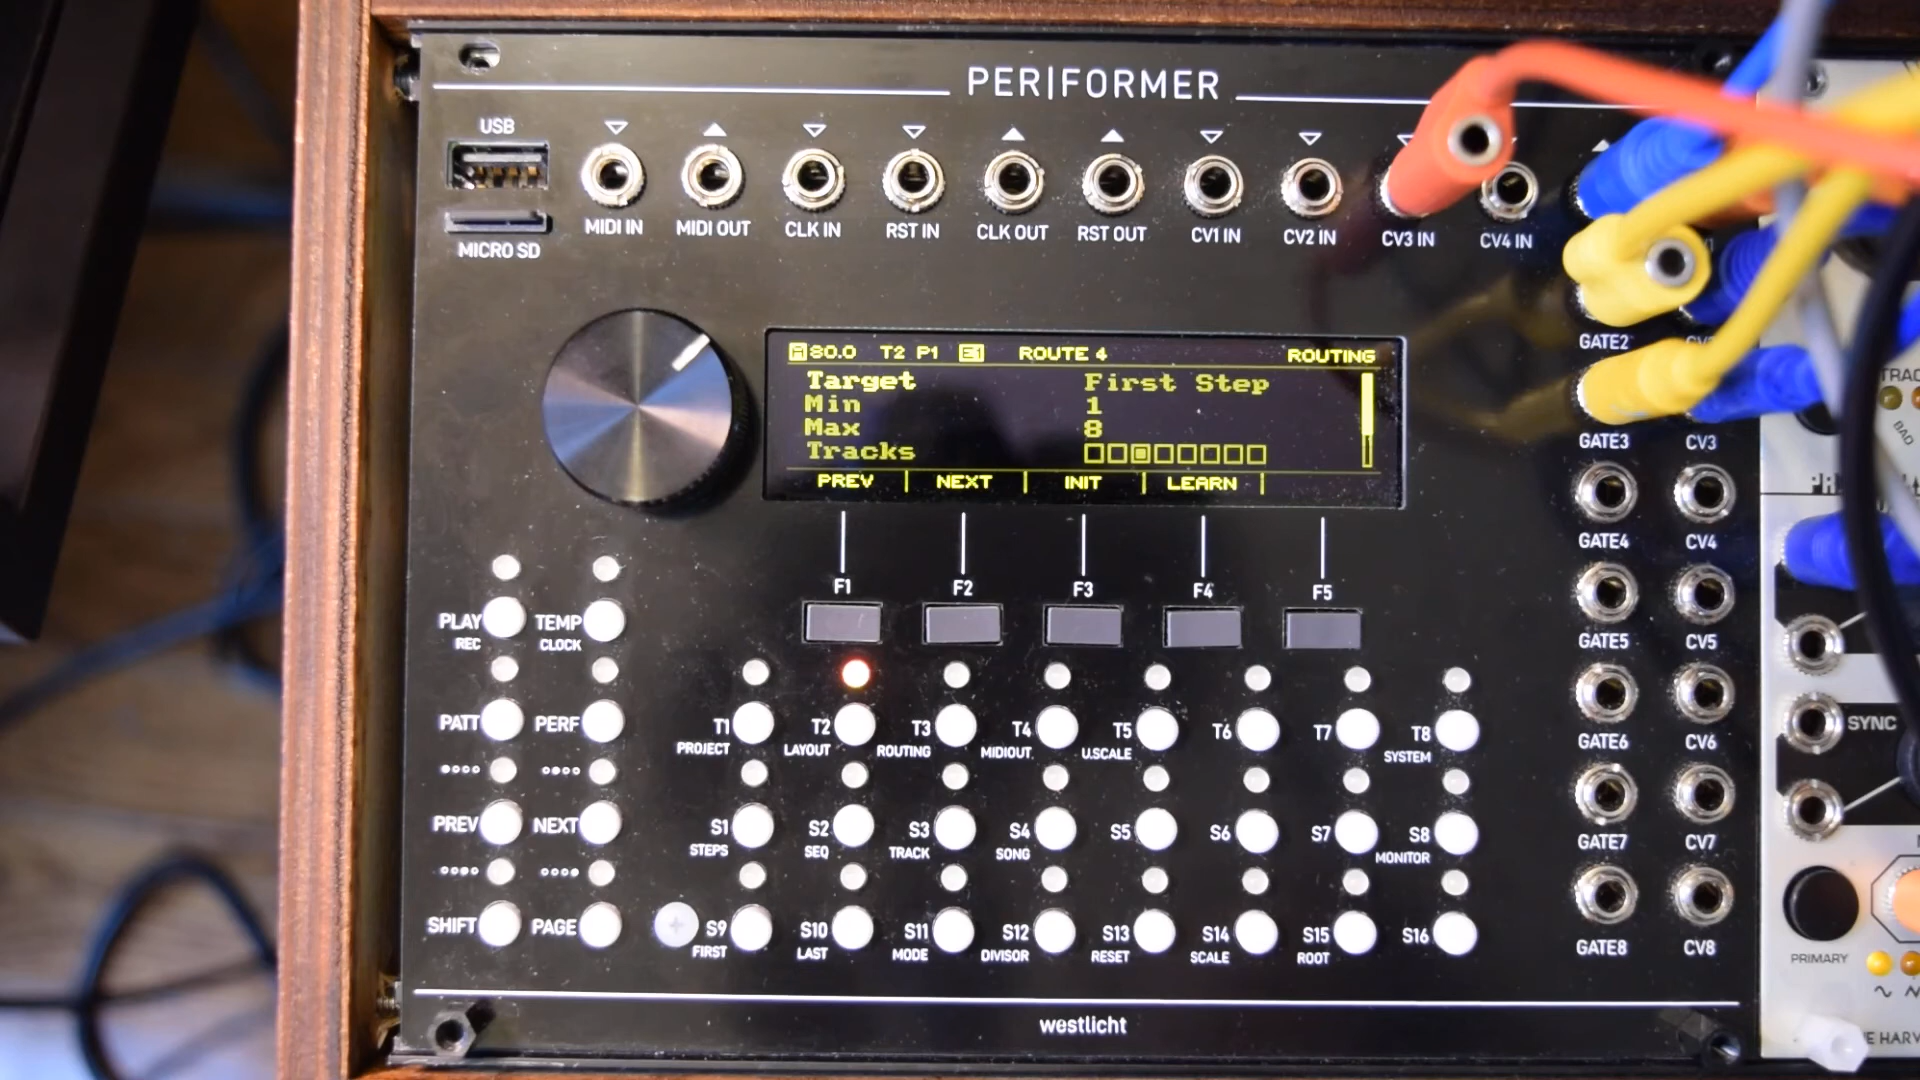 PER|FORMER
USB
MICRO SD
MIDI IN
MIDI OUT
CLK IN
RST IN
CLK OUT
RST OUT
CV1 IN
CV2 IN
CV3 IN
CV4 IN
A 80.0 T2 P1 E1 ROUTE 4 ROUTING
Target First Step
Min 1
Max 8
Tracks
PREV NEXT INIT LEARN
F1 F2 F3 F4 F5
PLAY TEMP
REC CLOCK
PATT PERF
T1 T2 T3 T4 T5 T6 T7 T8
PROJECT LAYOUT ROUTING MIDIOUT U.SCALE SYSTEM
PREV NEXT
S1 S2 S3 S4 S5 S6 S7 S8
STEPS SEQ TRACK SONG MONITOR
SHIFT PAGE
S9 S10 S11 S12 S13 S14 S15 S16
FIRST LAST MODE DIVISOR RESET SCALE ROOT
GATE2
GATE3 CV3
GATE4 CV4
GATE5 CV5
GATE6 CV6
GATE7 CV7
GATE8 CV8
westlicht
BAD
SYNC
PRIMARY